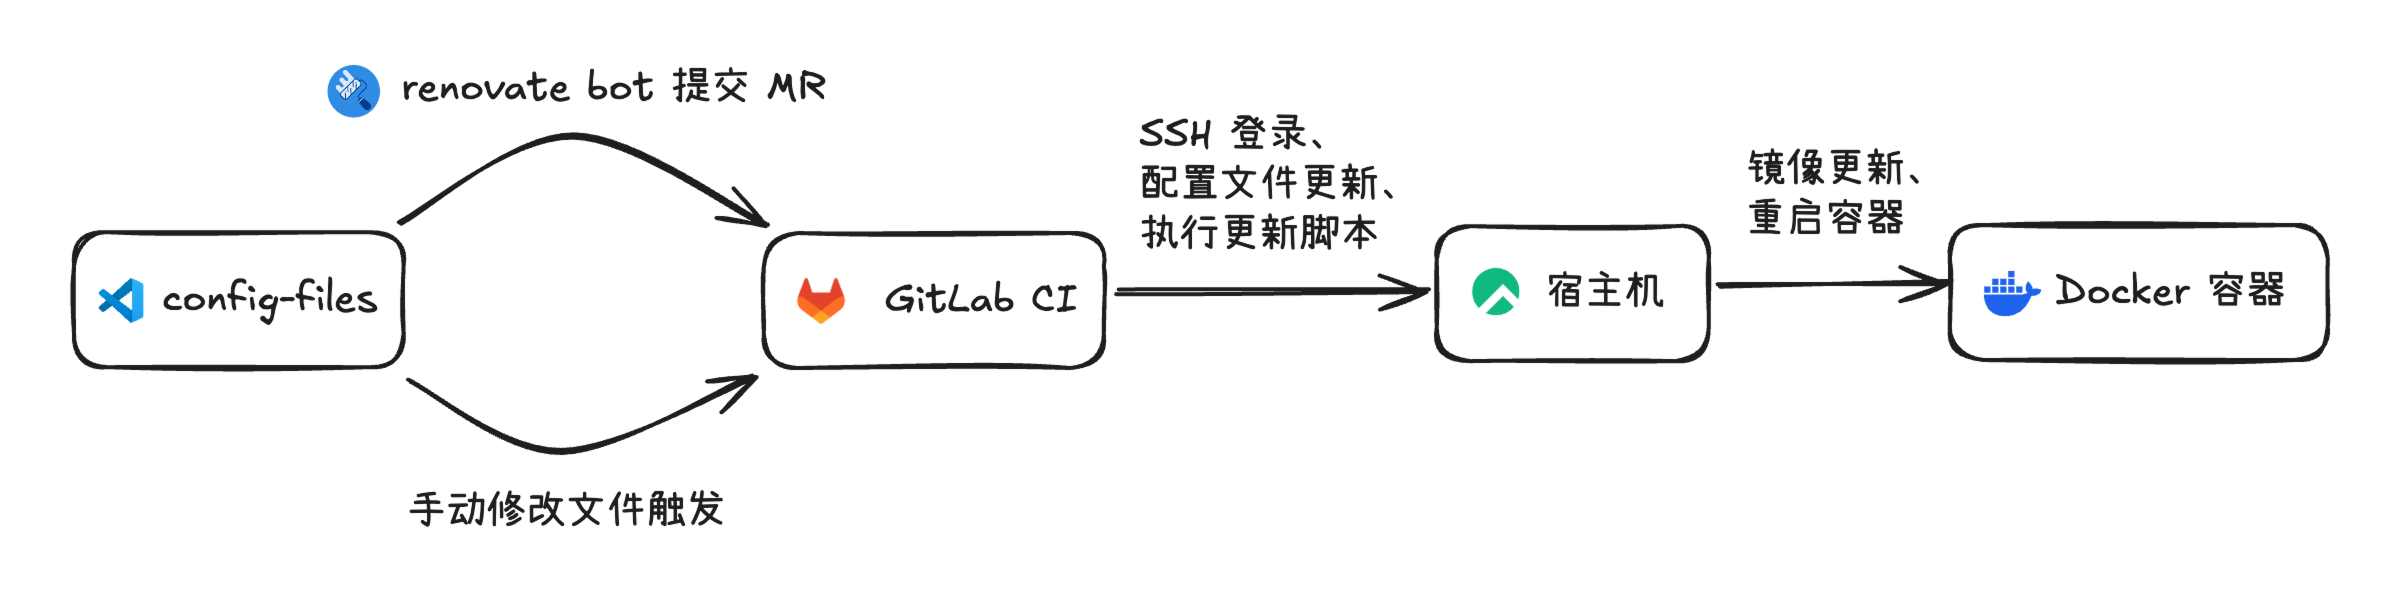 renovate bot 提交 MR
SSH 登录、
配置文件更新、
执行更新脚本
镜像更新、
重启容器
config-files
GitLab CI
宿主机
Docker 容器
手动修改文件触发